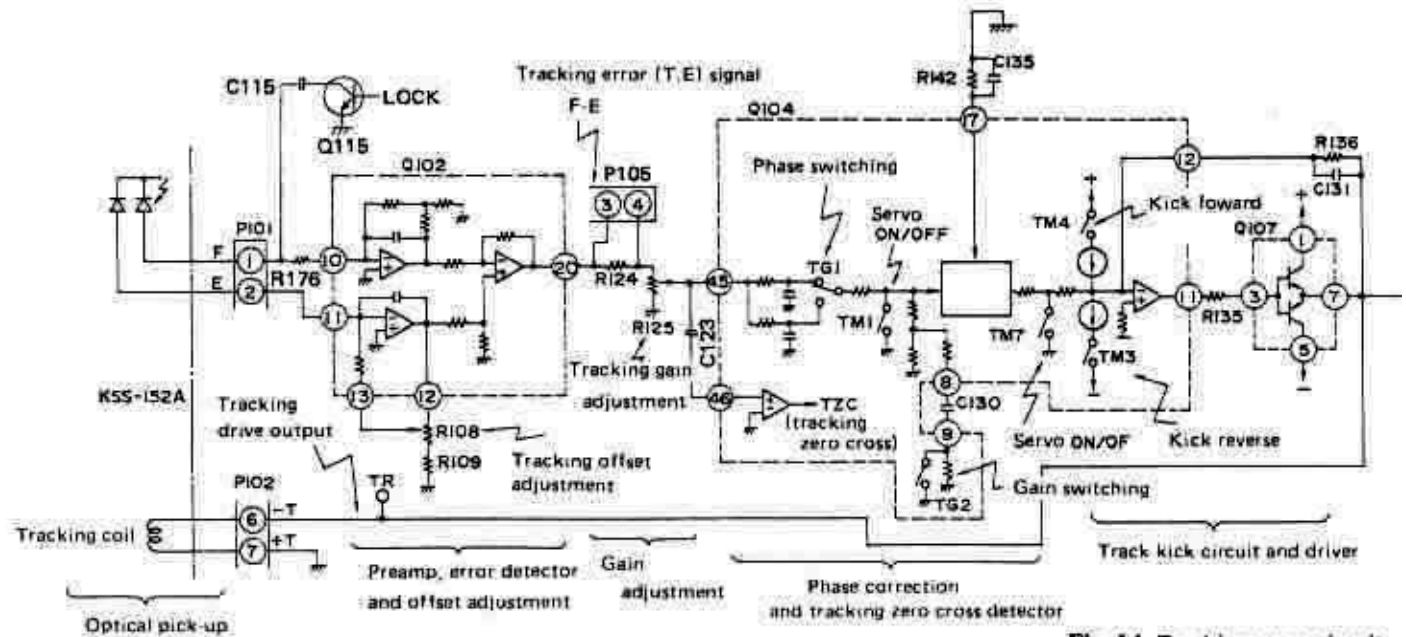 C115
LOCK
Q115
Tracking error (T.E) signal
F-E
P105
3 4
R142
C135
17
Q104
Phase switching
Servo
ON/OFF
12
R136
C131
TM4
Kick foward
Q107
1
Q102
P101
F 1
E 2
R176
10
11
20
R124
R125
C123
45
TG1
TM1
TM7
11
R135
3
7
5
TM3
KSS-152A
13
12
R108
R109
Tracking gain
adjustment
46
TZC
(tracking
zero cross)
8
C130
9
TG2
Servo ON/OF
Kick reverse
Gain switching
Tracking
drive output
Tracking offset
adjustment
TR
P102
6 -T
7 +T
Tracking coil
Optical pick-up
Preamp, error detector
and offset adjustment
Gain
adjustment
Phase correction
and tracking zero cross detector
Track kick circuit and driver